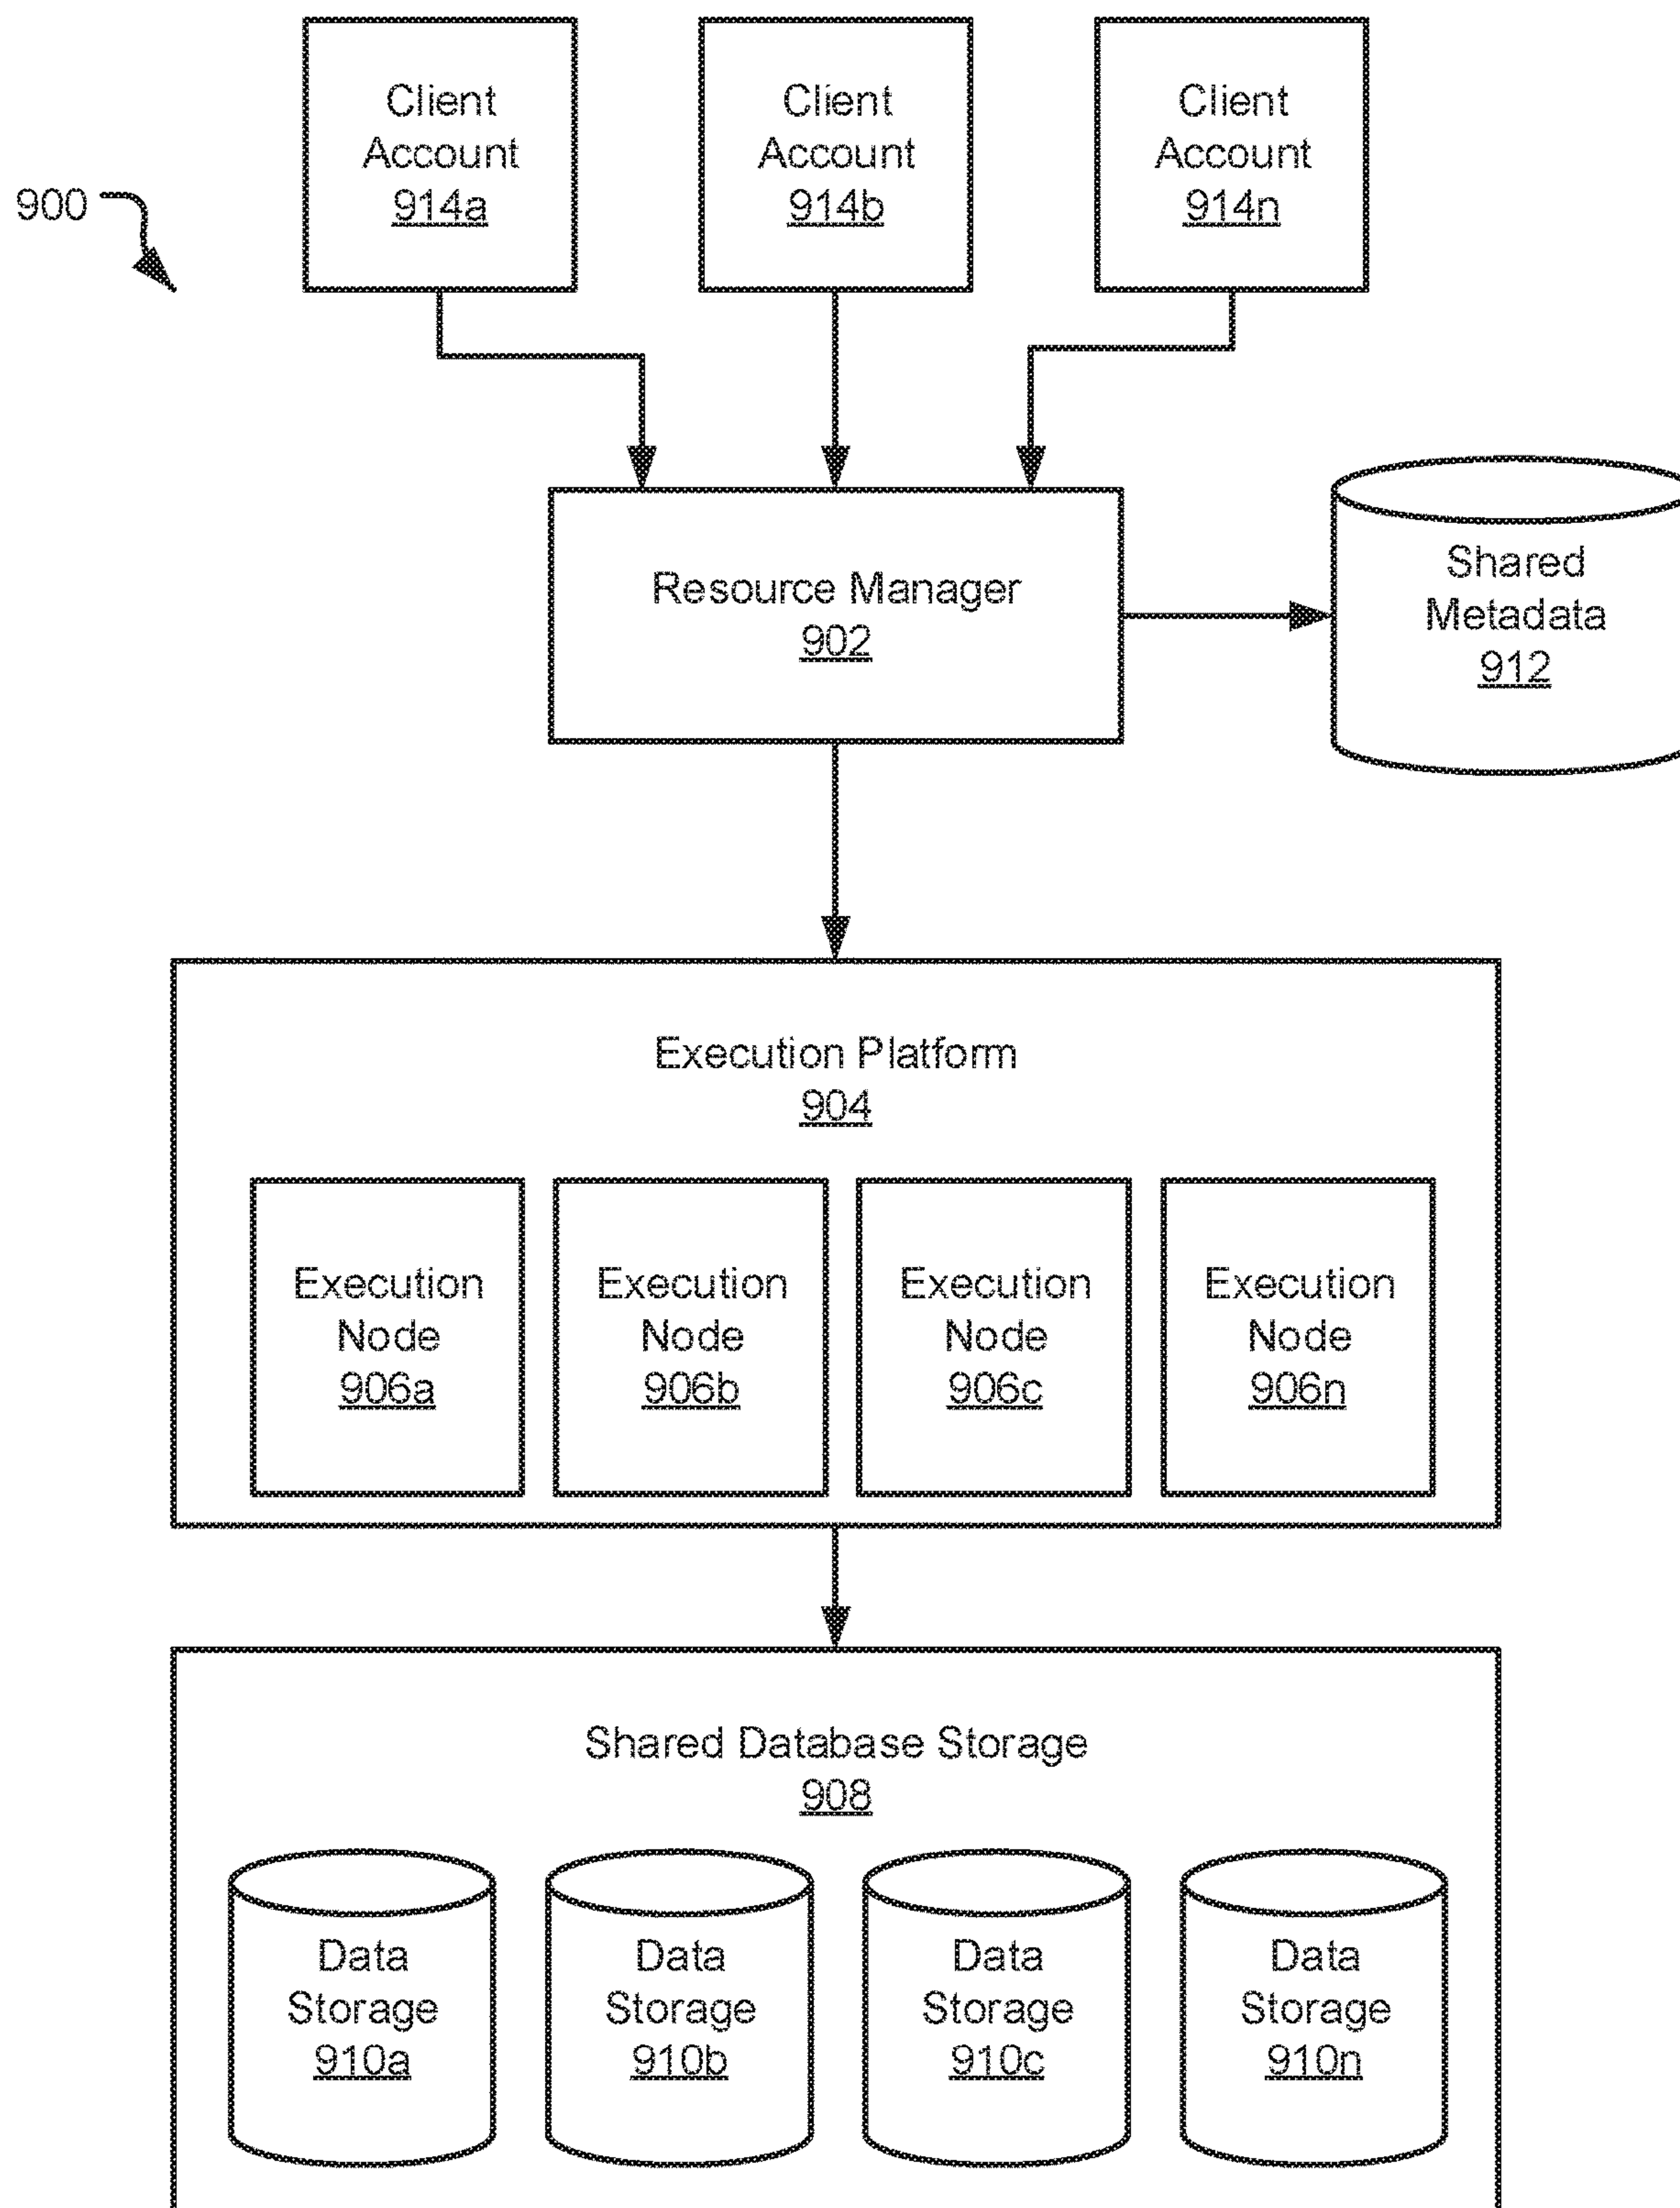 Client
Account
914a
Client
Account
914b
Client
Account
914n
900
Resource Manager
902
Shared
Metadata
912
Execution Platform
904
Execution
Node
906a
Execution
Node
906b
Execution
Node
906c
Execution
Node
906n
Shared Database Storage
908
Data
Storage
910a
Data
Storage
910b
Data
Storage
910c
Data
Storage
910n